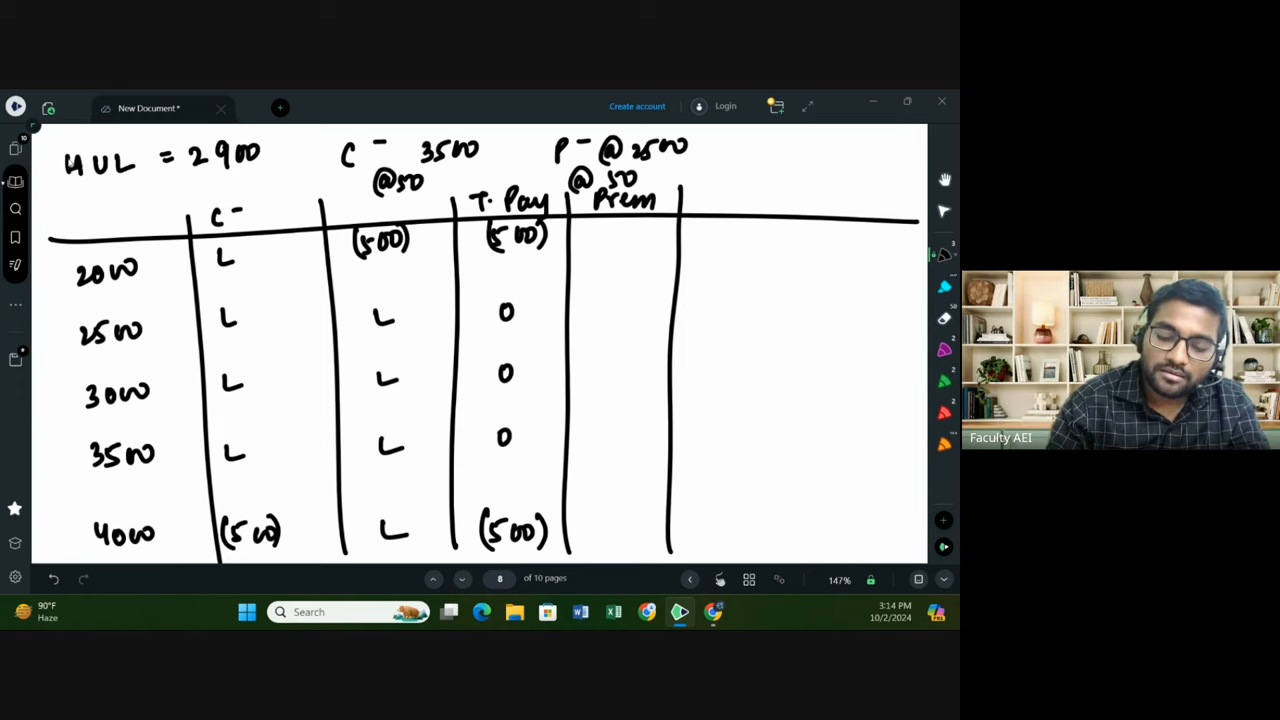 New Document*
Create account
Login
HUL = 2900
C⁻ 3500
@50
P⁻ @ 2500
@ 50
C⁻
T. Pay
Prem
2000 L (500) (500)
2500 L L 0
3000 L L 0
3500 L L 0
4000 (500) L (500)
Faculty AEI
8 of 10 pages
147%
90°F
Haze
Search
3:14 PM
10/2/2024